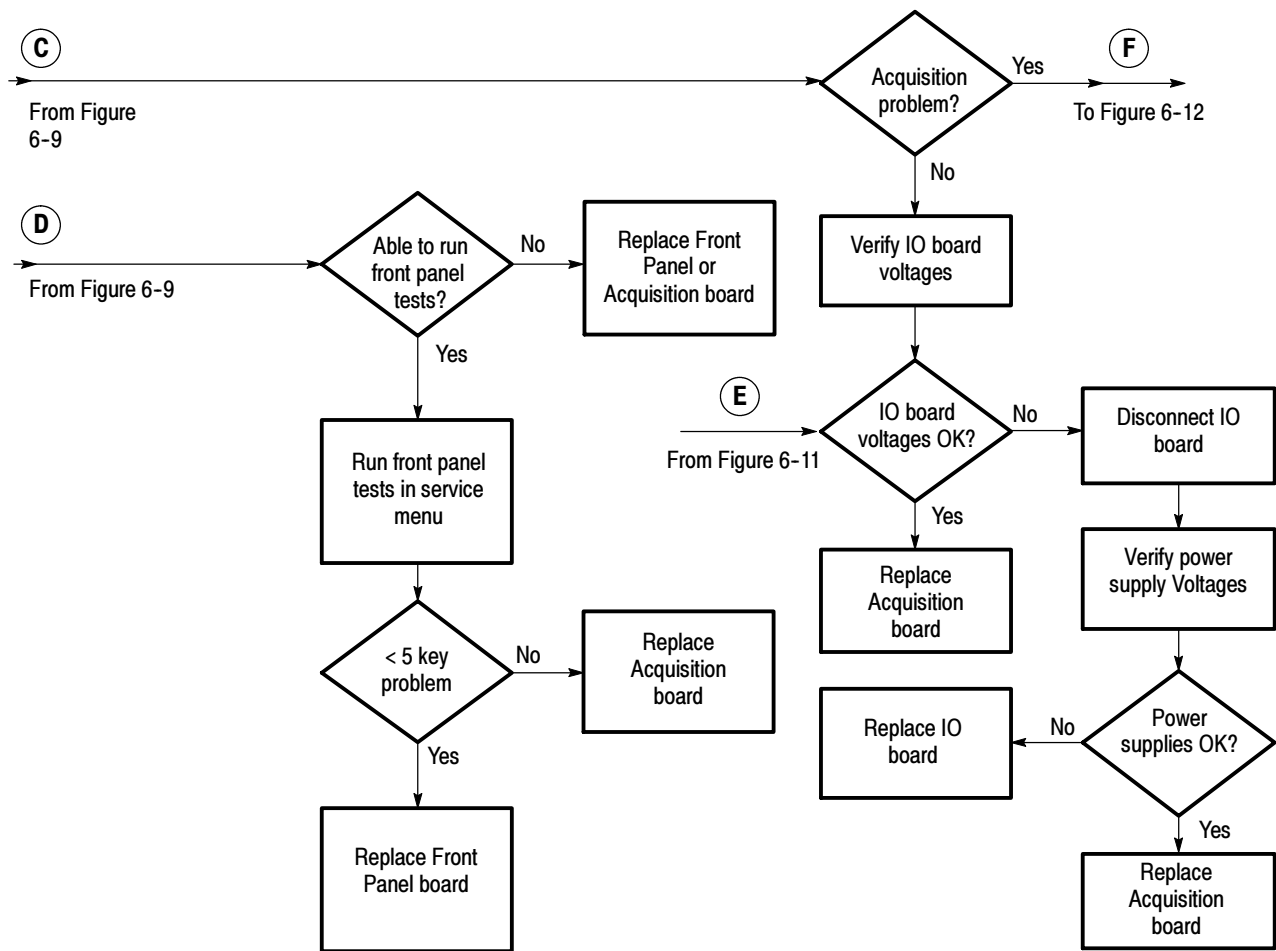 C
From Figure
6-9
Acquisition
problem?
Yes
F
To Figure 6-12
No
D
From Figure 6-9
Able to run
front panel
tests?
No
Replace Front
Panel or
Acquisition board
Verify IO board
voltages
Yes
E
From Figure 6-11
IO board
voltages OK?
No
Disconnect IO
board
Run front panel
tests in service
menu
Yes
Replace
Acquisition
board
Verify power
supply Voltages
< 5 key
problem
No
Replace
Acquisition
board
Power
supplies OK?
No
Replace IO
board
Yes
Replace Front
Panel board
Yes
Replace
Acquisition
board